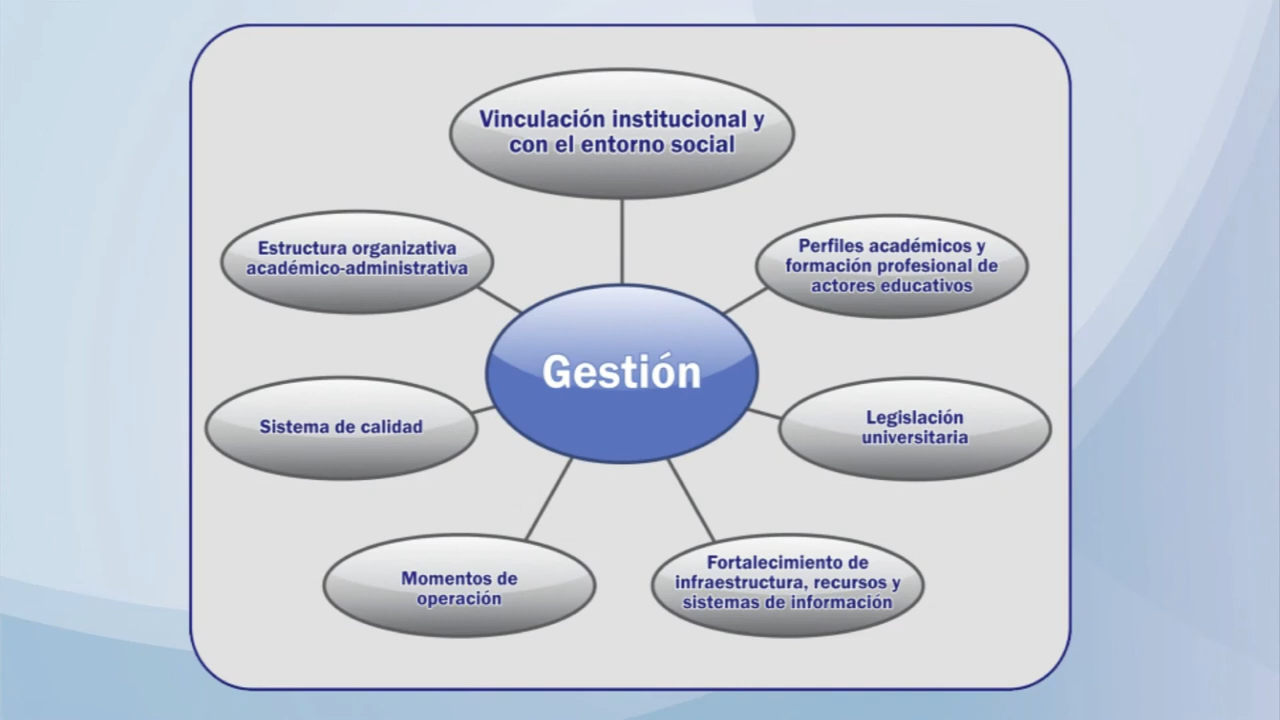 Vinculación institucional y
con el entorno social
Estructura organizativa
académico-administrativa
Perfiles académicos y
formación profesional de
actores educativos
Gestión
Sistema de calidad
Legislación
universitaria
Momentos de
operación
Fortalecimiento de
infraestructura, recursos y
sistemas de información